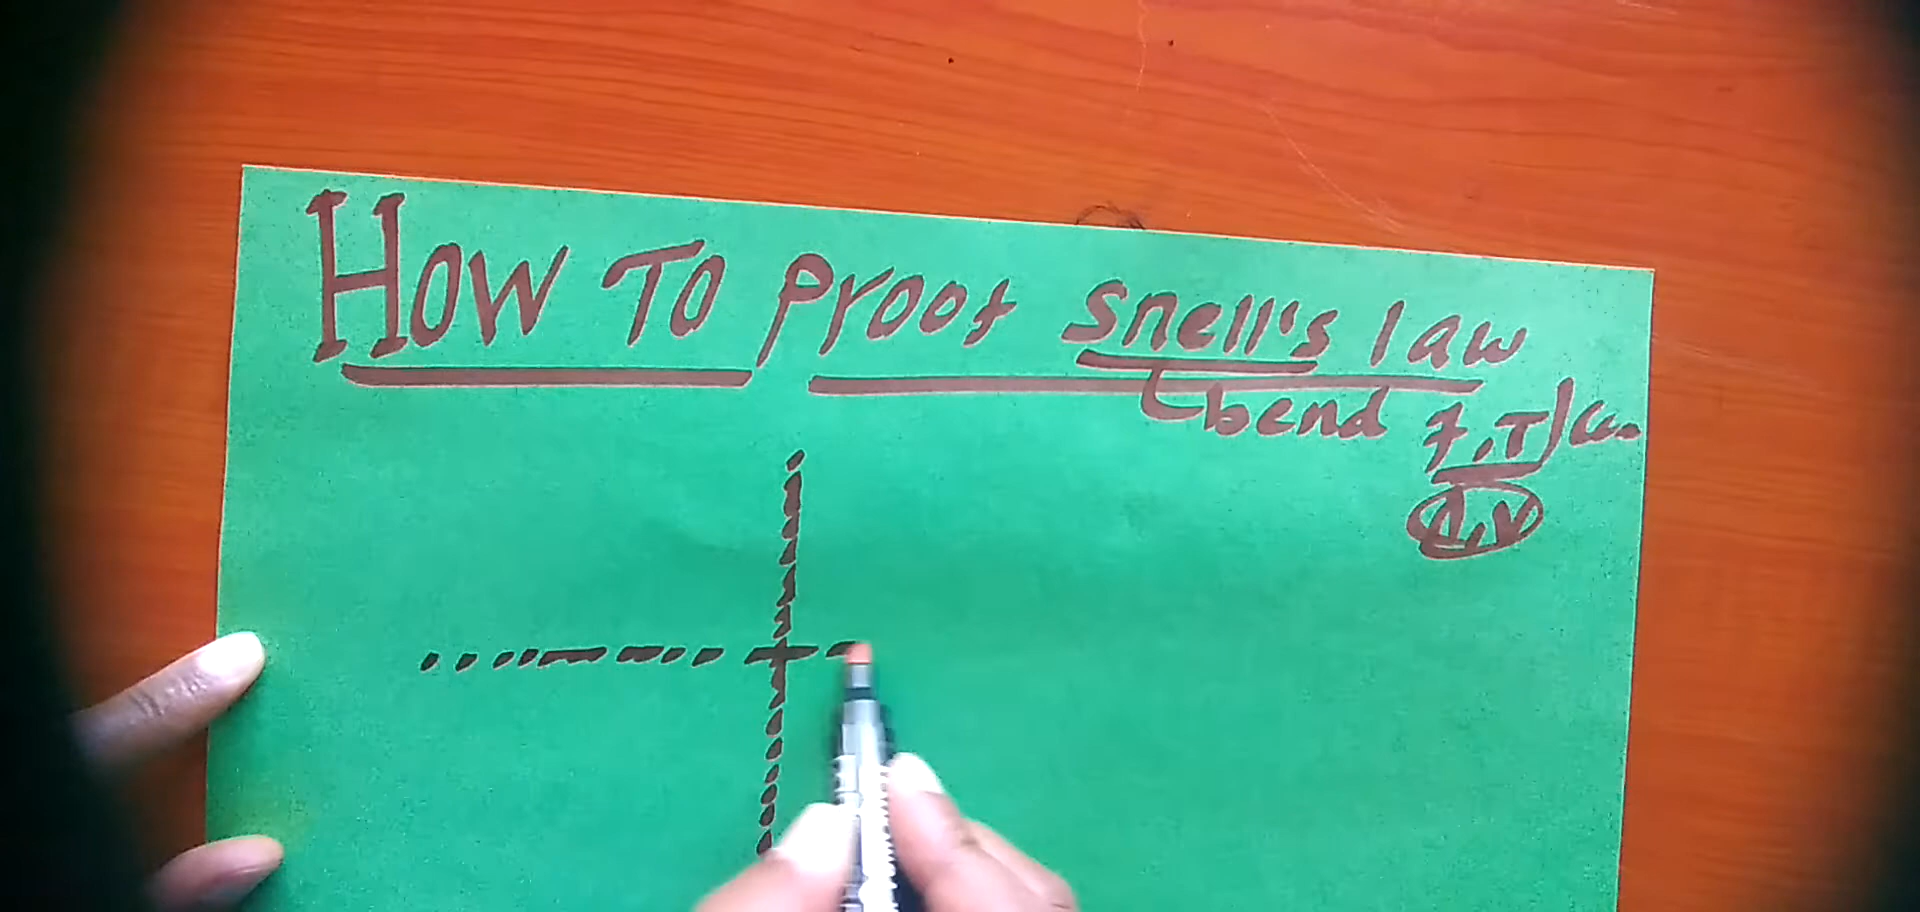 How To proof snell's law
bend f, T) w.
λ, v